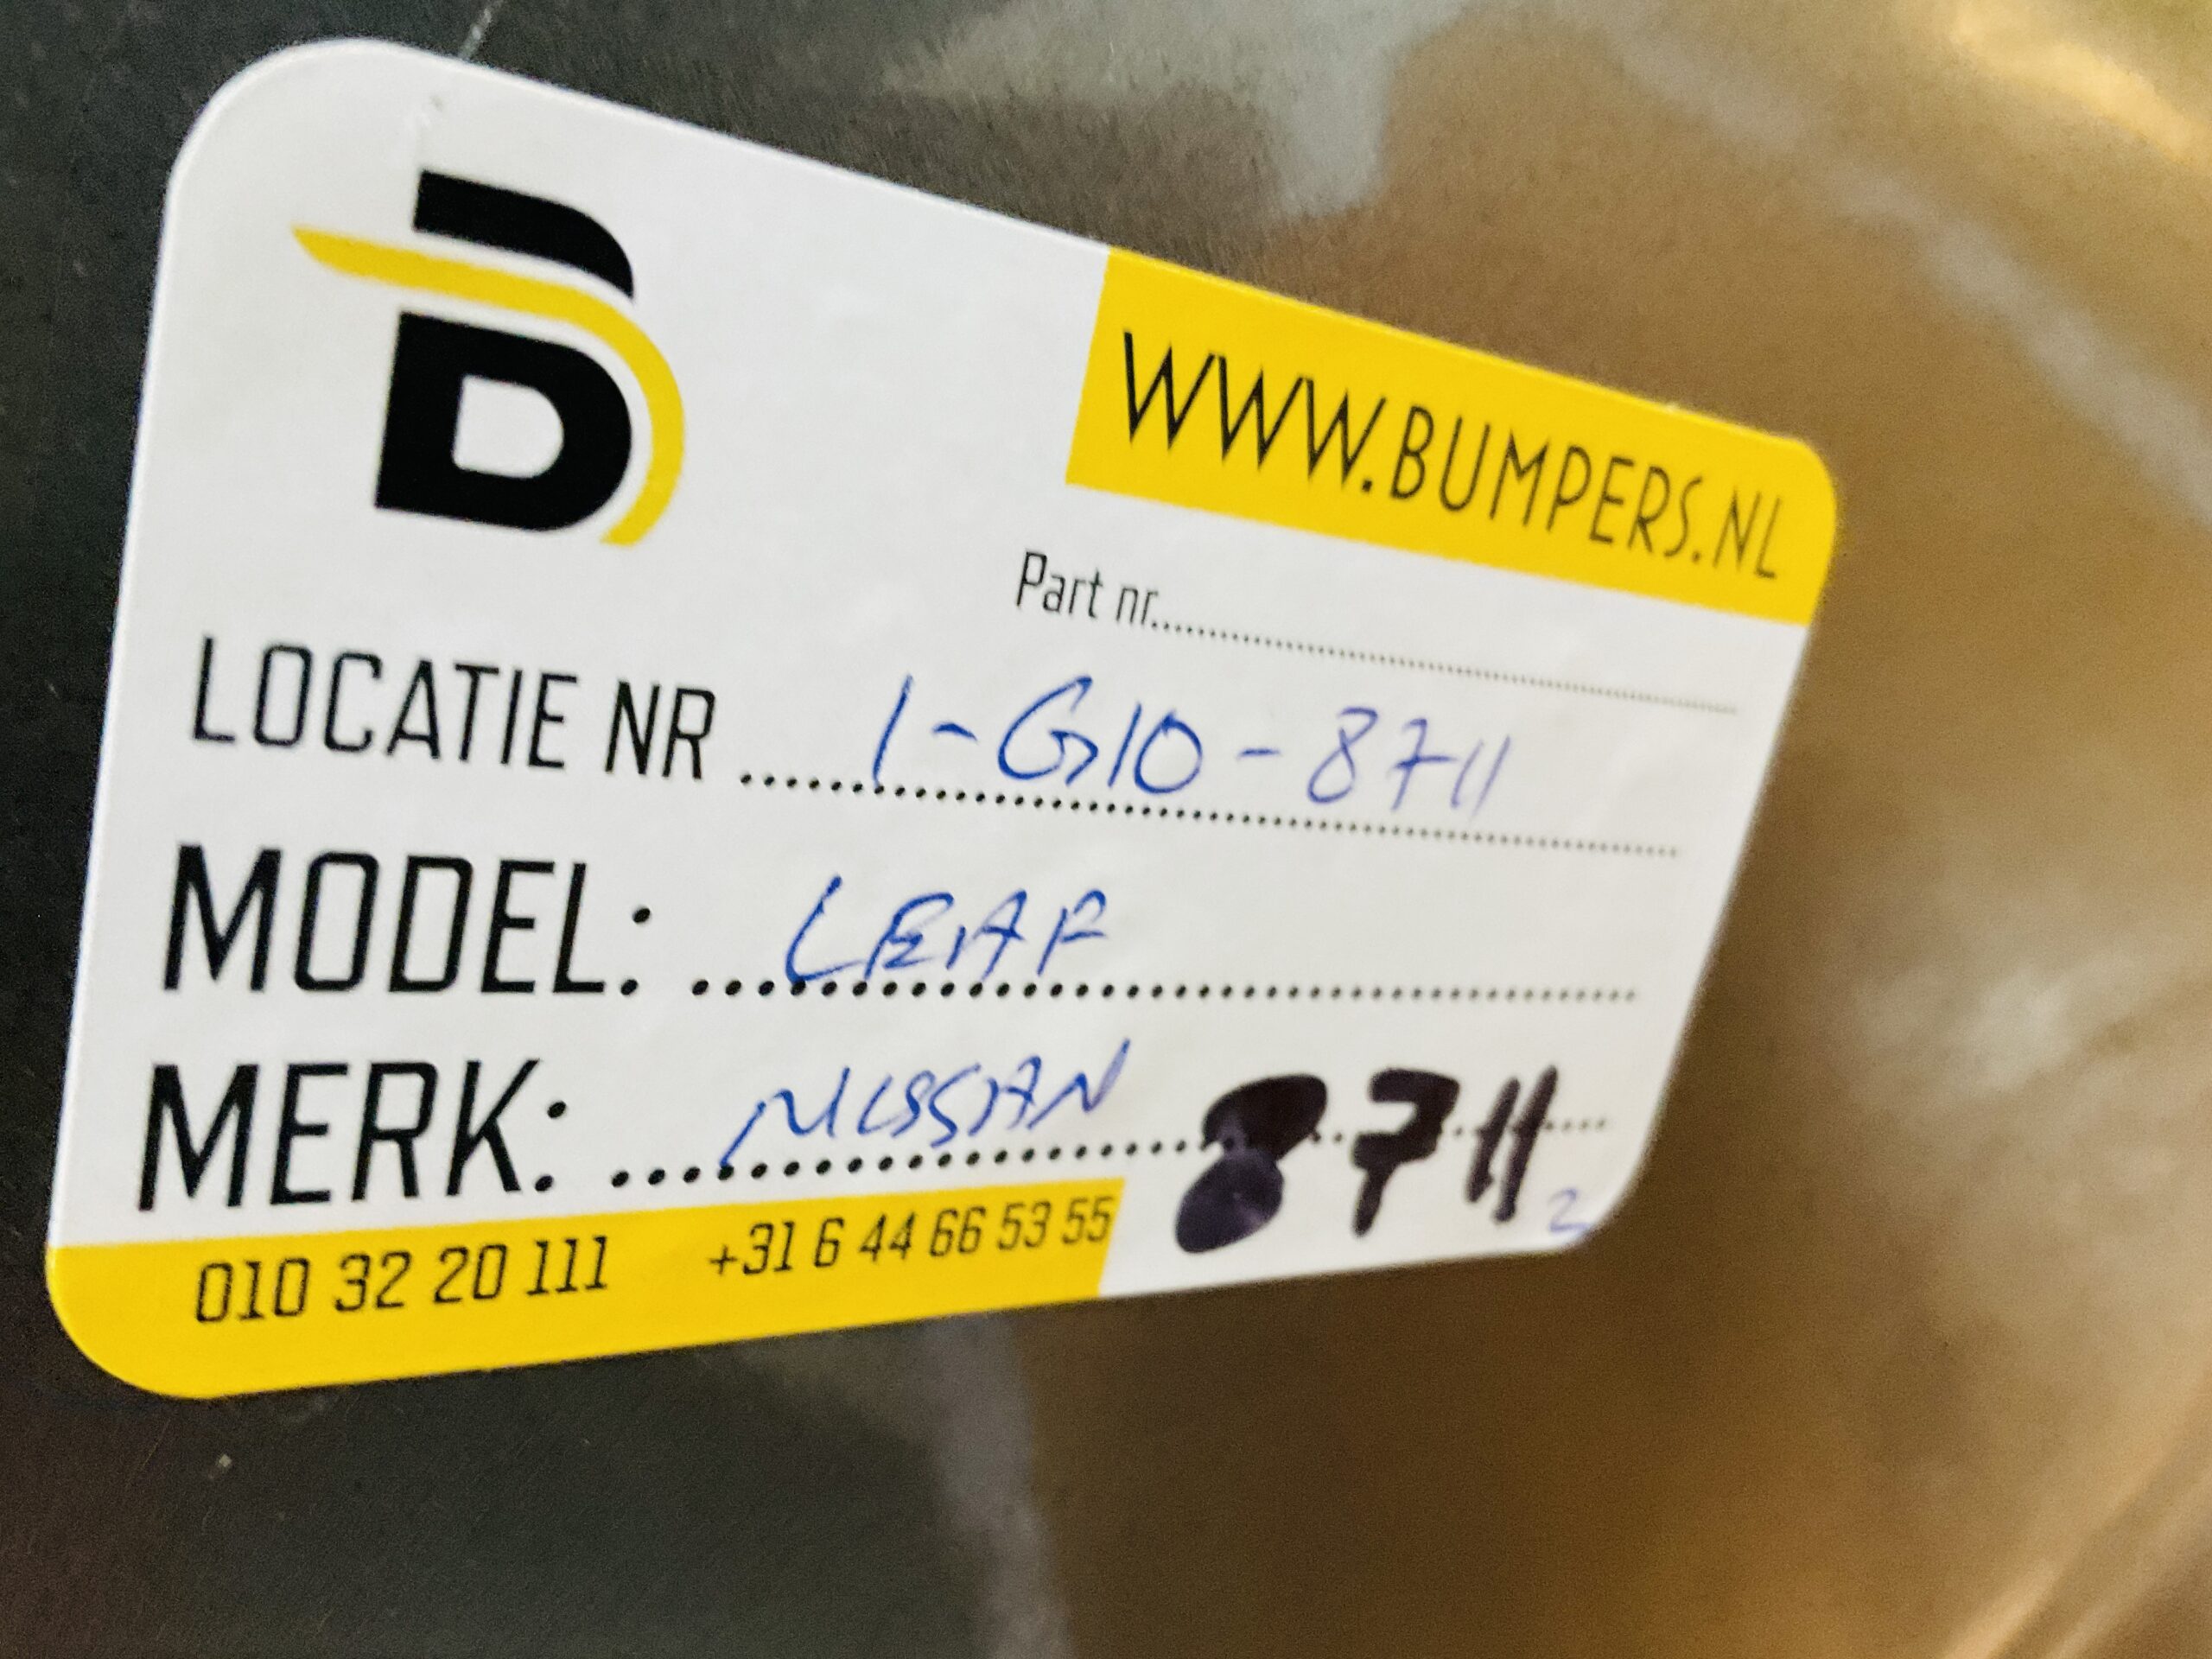 B
WWW.BUMPERS.NL
Part nr..........
LOCATIE NR ..... 1-G10-8711
MODEL: ... LEAF
MERK: ... NISSAN 8711
2
010 32 20 111 +31 6 44 66 53 55